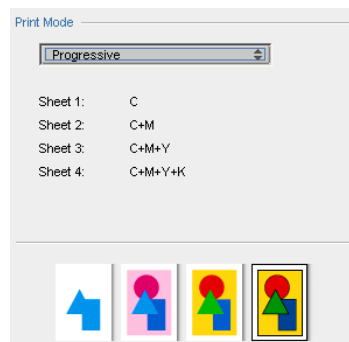 Print Mode
Progressive
Sheet 1: C
Sheet 2: C+M
Sheet 3: C+M+Y
Sheet 4: C+M+Y+K